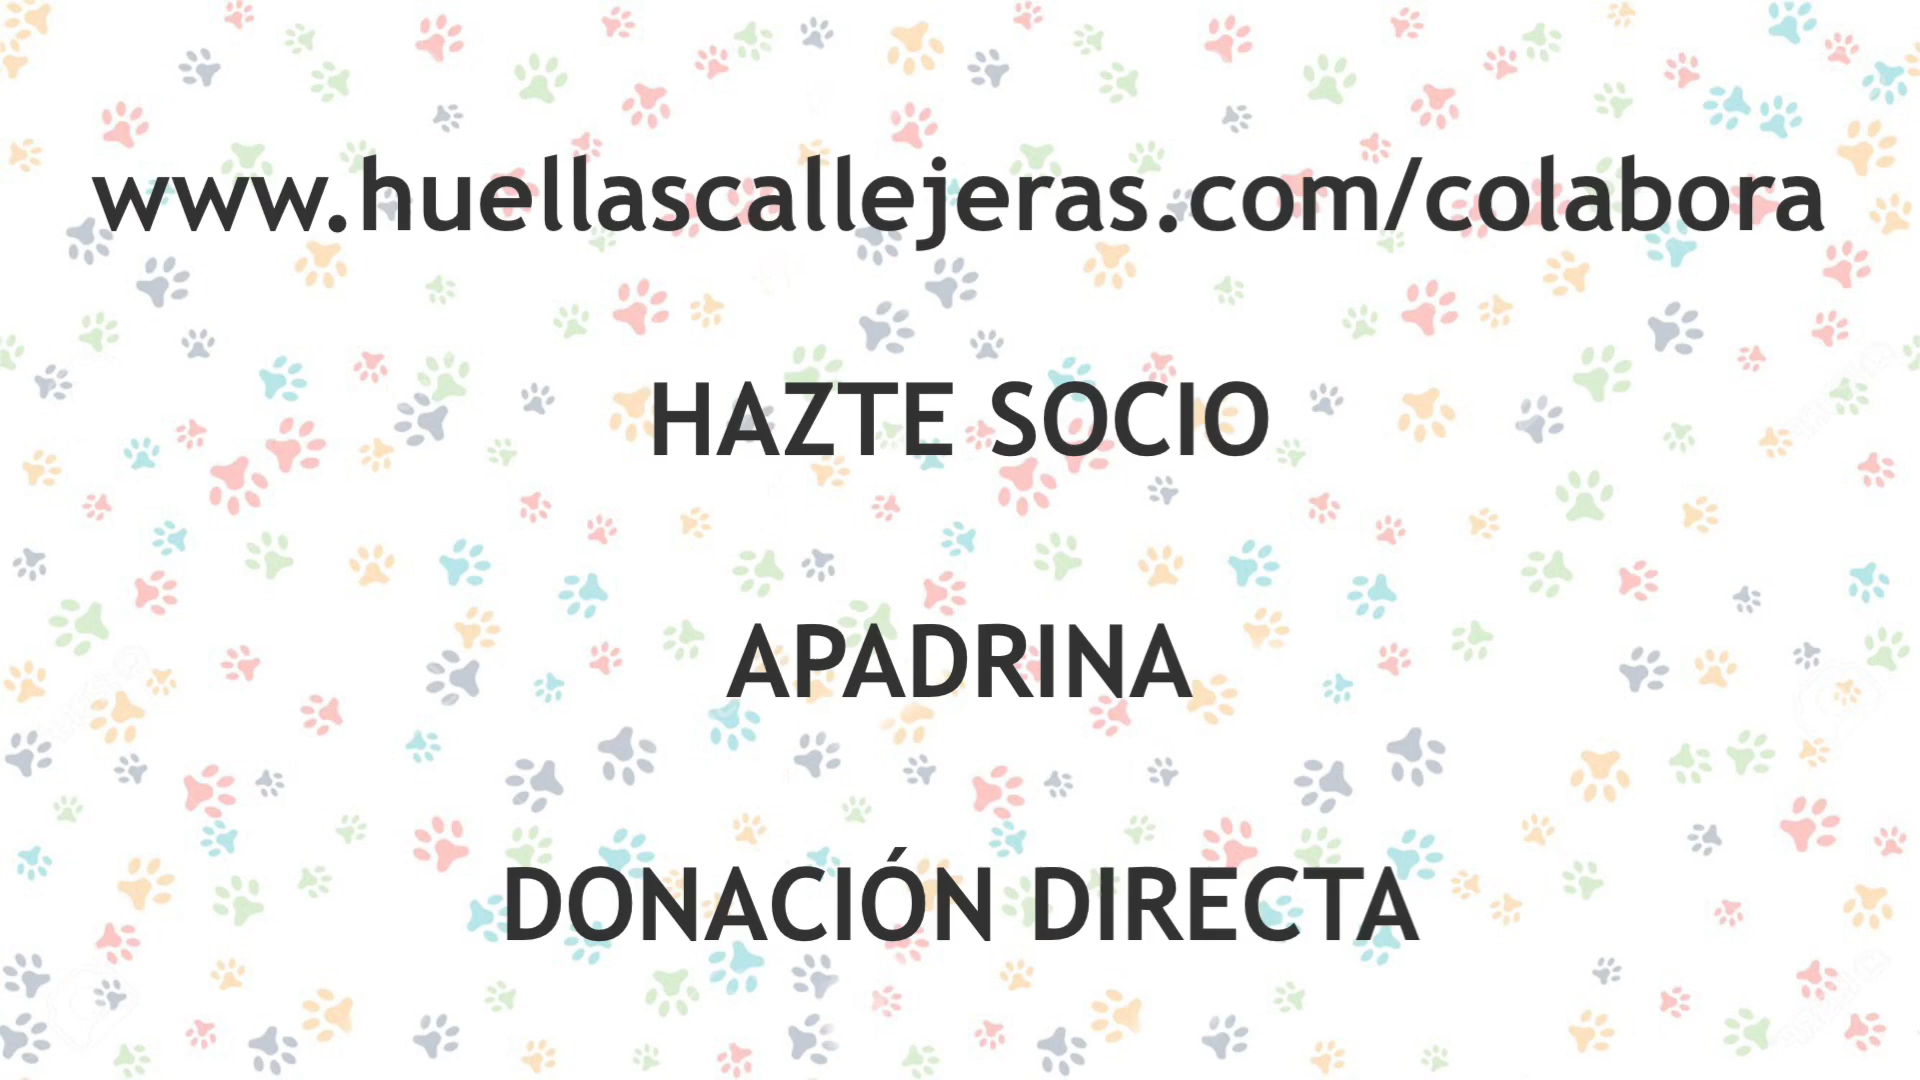 www.huellascallejeras.com/colabora
HAZTE SOCIO
APADRINA
DONACIÓN DIRECTA